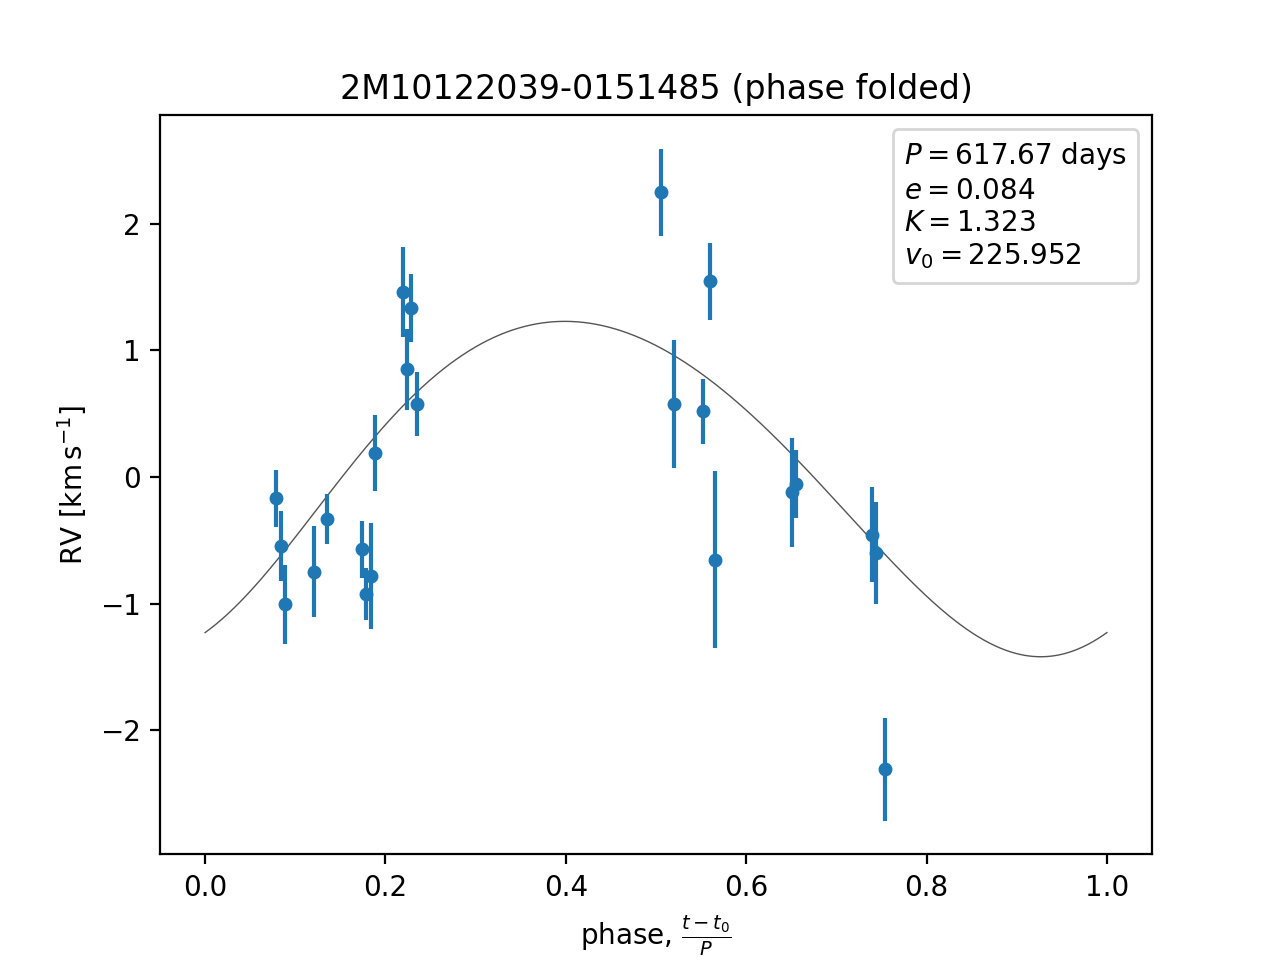 2M10122039-0151485 (phase folded)
P = 617.67 days
e = 0.084
K = 1.323
v₀ = 225.952
RV [km s⁻¹]
2
1
0
−1
−2
0.0 0.2 0.4 0.6 0.8 1.0
phase, (t − t₀)/P